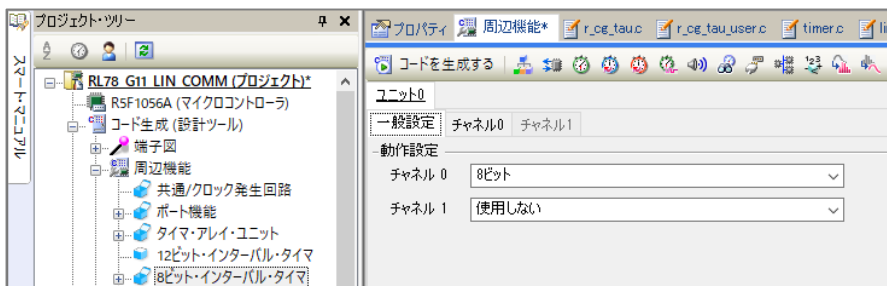 プロジェクト・ツリー
スマートマニュアル
RL78_G11_LIN_COMM (プロジェクト)*
R5F1056A (マイクロコントローラ)
コード生成 (設計ツール)
端子図
周辺機能
共通/クロック発生回路
ポート機能
タイマ・アレイ・ユニット
12ビット・インターバル・タイマ
8ビット・インターバル・タイマ
プロパティ 周辺機能* r_cg_tau.c r_cg_tau_user.c timer.c
コードを生成する
ユニット0
一般設定 チャネル0 チャネル1
動作設定
チャネル 0 8ビット
チャネル 1 使用しない